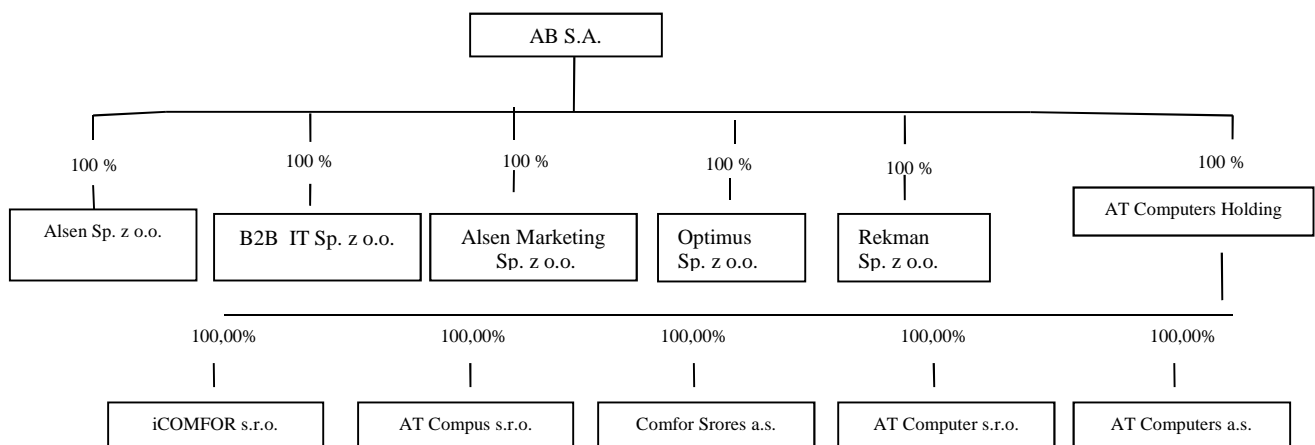 AB S.A.
100 %
100 %
100 %
100 %
100 %
100 %
Alsen Sp. z o.o.
B2B IT Sp. z o.o.
Alsen Marketing
Sp. z o.o.
Optimus
Sp. z o.o.
Rekman
Sp. z o.o.
AT Computers Holding
100,00%
100,00%
100,00%
100,00%
100,00%
iCOMFOR s.r.o.
AT Compus s.r.o.
Comfor Srores a.s.
AT Computer s.r.o.
AT Computers a.s.